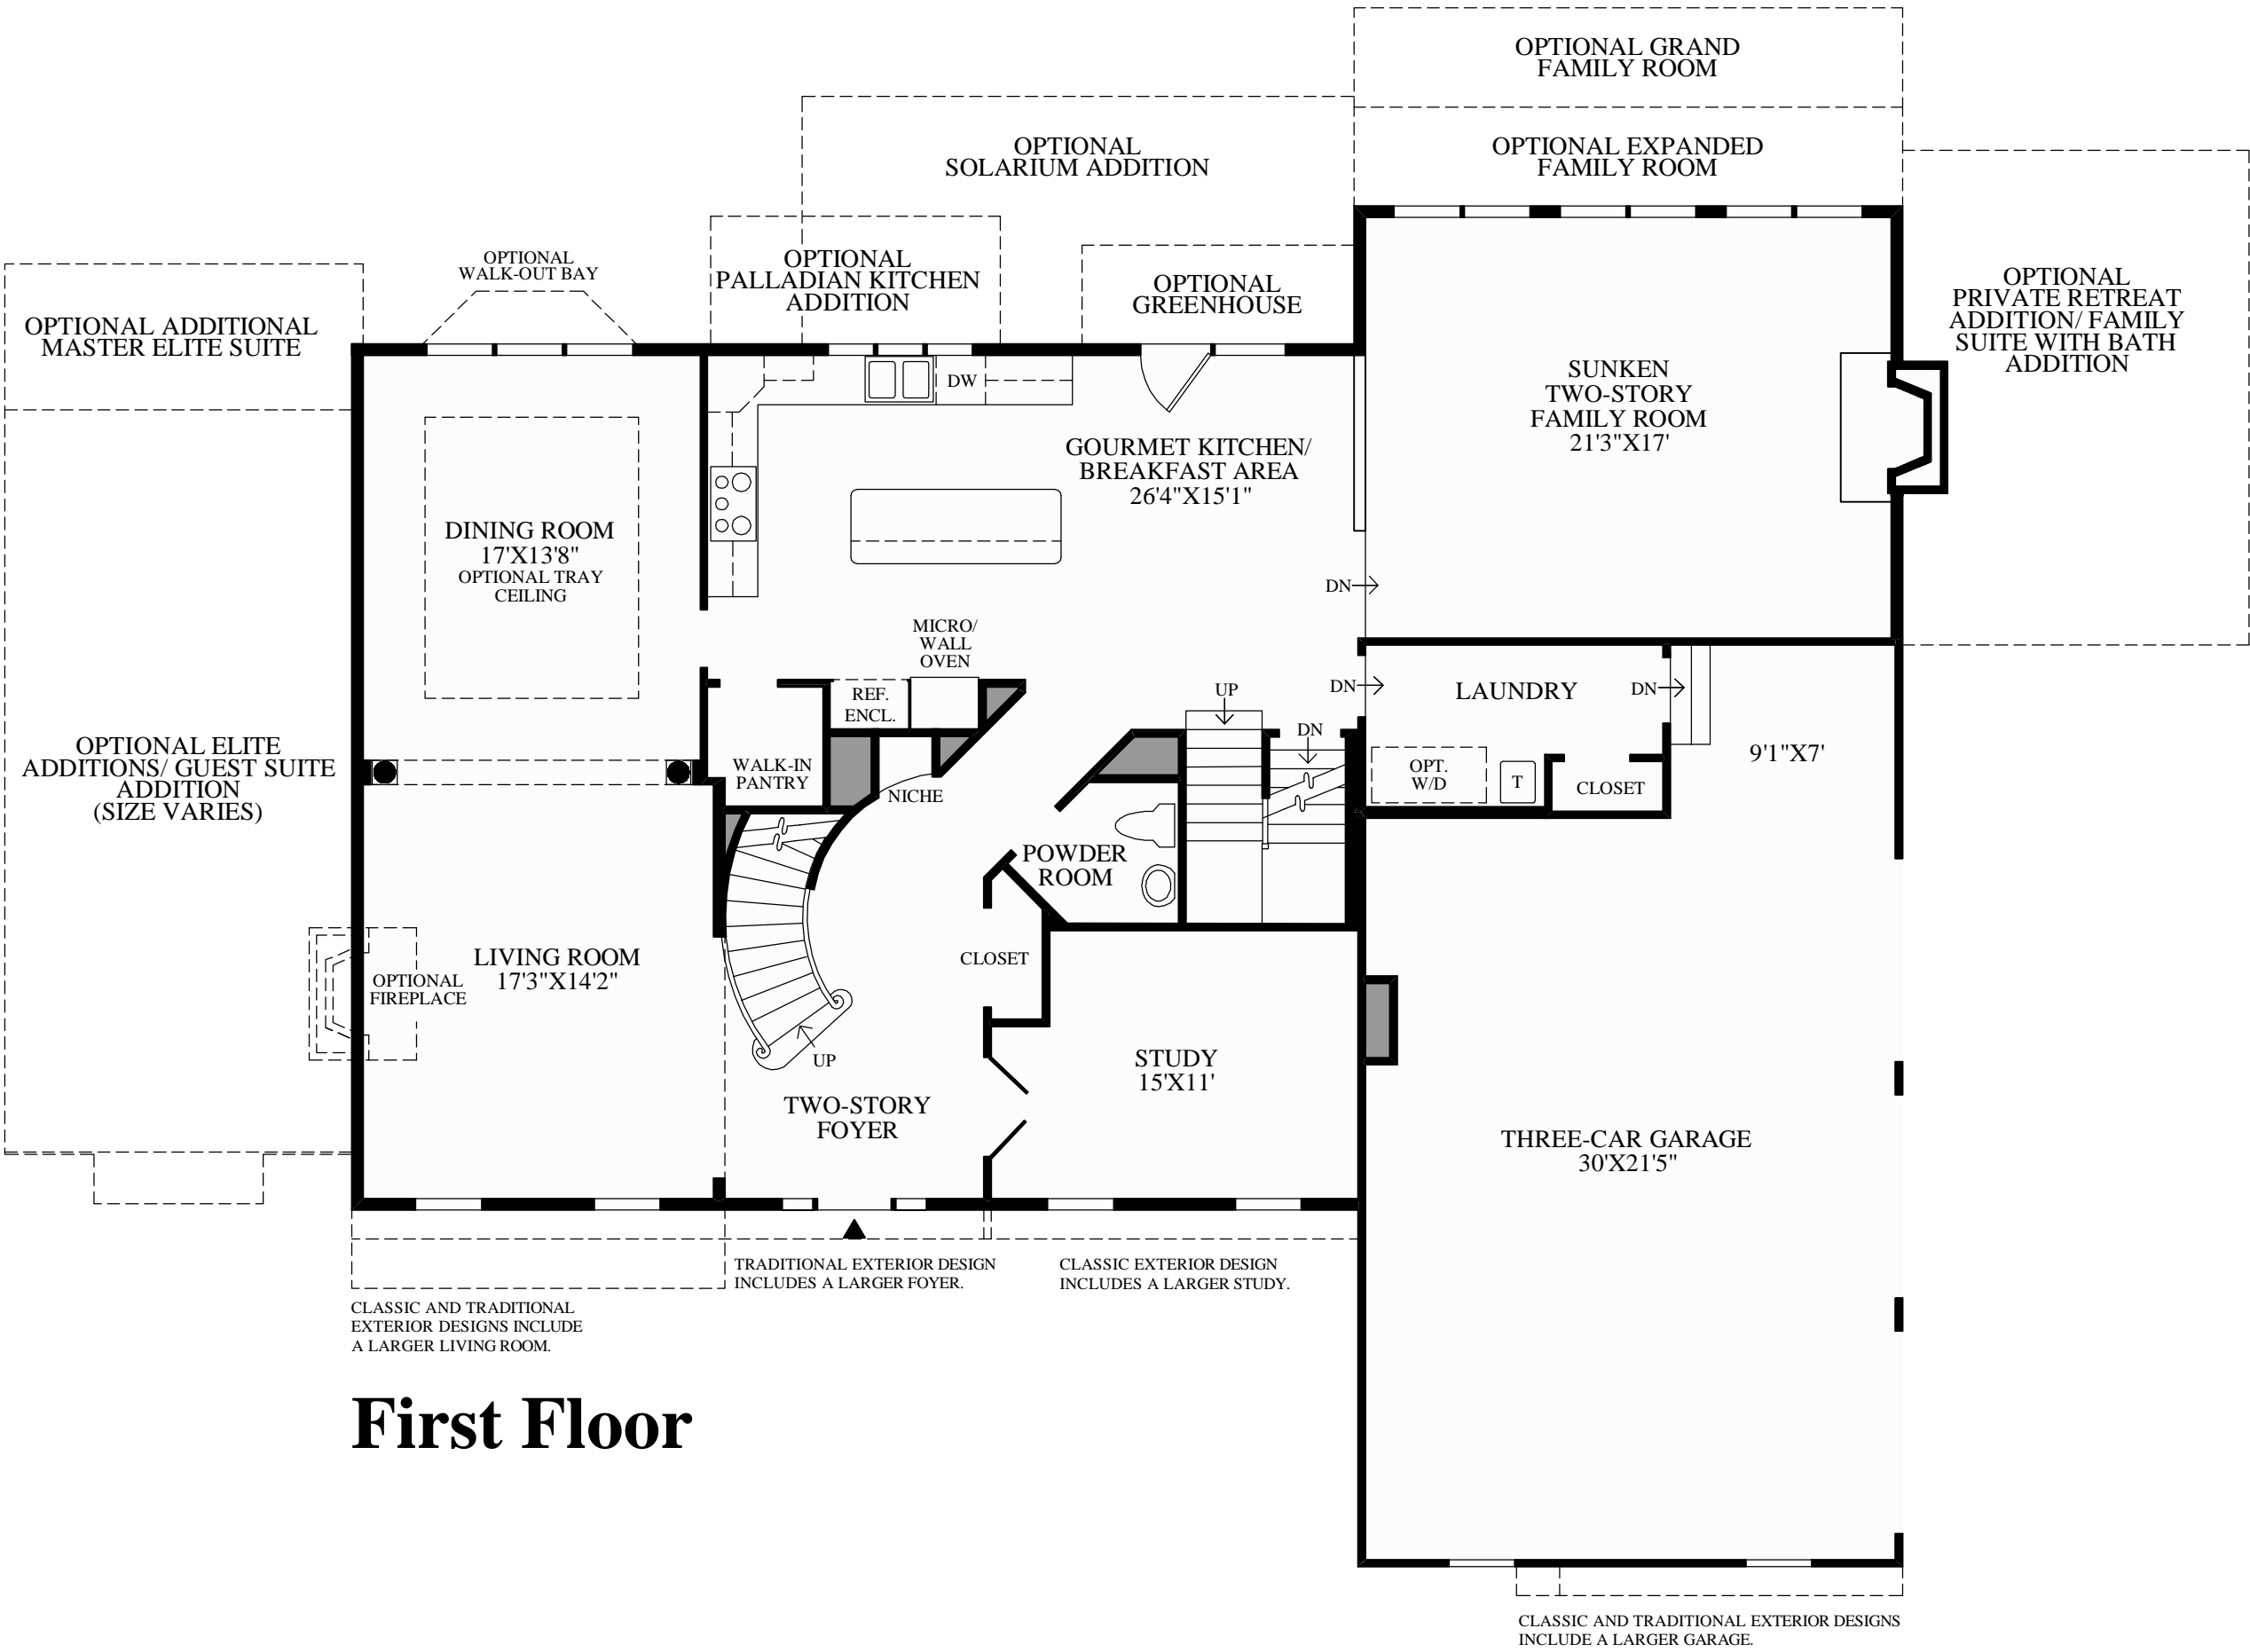 OPTIONAL GRAND
FAMILY ROOM
OPTIONAL
SOLARIUM ADDITION
OPTIONAL EXPANDED
FAMILY ROOM
OPTIONAL
WALK-OUT BAY
OPTIONAL
PALLADIAN KITCHEN
ADDITION
OPTIONAL
GREENHOUSE
OPTIONAL
PRIVATE RETREAT
ADDITION/ FAMILY
SUITE WITH BATH
ADDITION
OPTIONAL ADDITIONAL
MASTER ELITE SUITE
DW
SUNKEN
TWO-STORY
FAMILY ROOM
21'3"X17'
GOURMET KITCHEN/
BREAKFAST AREA
26'4"X15'1"
DINING ROOM
17'X13'8"
OPTIONAL TRAY
CEILING
DN
MICRO/
WALL
OVEN
REF.
ENCL.
UP
DN
DN
LAUNDRY
DN
OPTIONAL ELITE
ADDITIONS/ GUEST SUITE
ADDITION
(SIZE VARIES)
WALK-IN
PANTRY
NICHE
OPT.
W/D
T
CLOSET
9'1"X7'
POWDER
ROOM
LIVING ROOM
17'3"X14'2"
OPTIONAL
FIREPLACE
CLOSET
UP
STUDY
15'X11'
TWO-STORY
FOYER
THREE-CAR GARAGE
30'X21'5"
TRADITIONAL EXTERIOR DESIGN
INCLUDES A LARGER FOYER.
CLASSIC EXTERIOR DESIGN
INCLUDES A LARGER STUDY.
CLASSIC AND TRADITIONAL
EXTERIOR DESIGNS INCLUDE
A LARGER LIVING ROOM.
First Floor
CLASSIC AND TRADITIONAL EXTERIOR DESIGNS
INCLUDE A LARGER GARAGE.